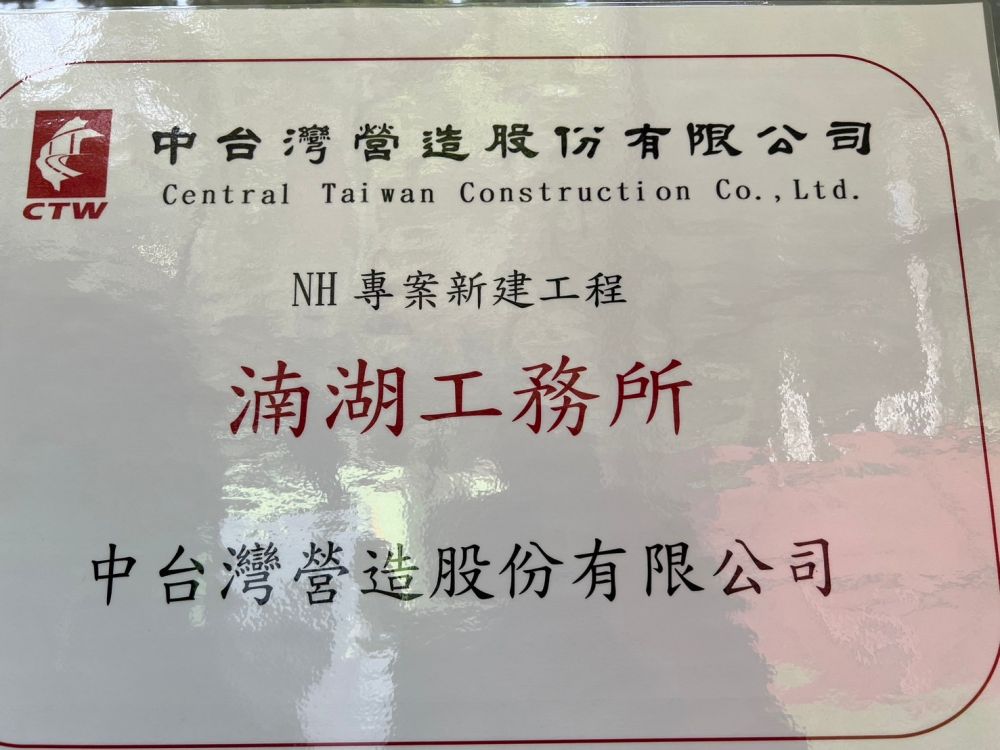 中台灣營造股份有限公司
CTW
Central Taiwan Construction Co.,Ltd.
NH 專案新建工程
湳湖工務所
中台灣營造股份有限公司